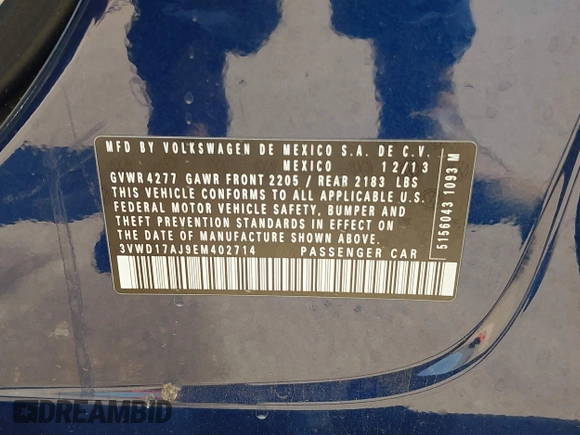 MFD BY VOLKSWAGEN DE MEXICO S.A. DE C.V.
MEXICO 12/13
GVWR 4277 GAWR FRONT 2205 / REAR 2183 LBS
THIS VEHICLE CONFORMS TO ALL APPLICABLE U.S.
FEDERAL MOTOR VEHICLE SAFETY, BUMPER AND
THEFT PREVENTION STANDARDS IN EFFECT ON
THE DATE OF MANUFACTURE SHOWN ABOVE.
3VWD17AJ9EM402714 PASSENGER CAR
5156043 1093 M
DREAMBID